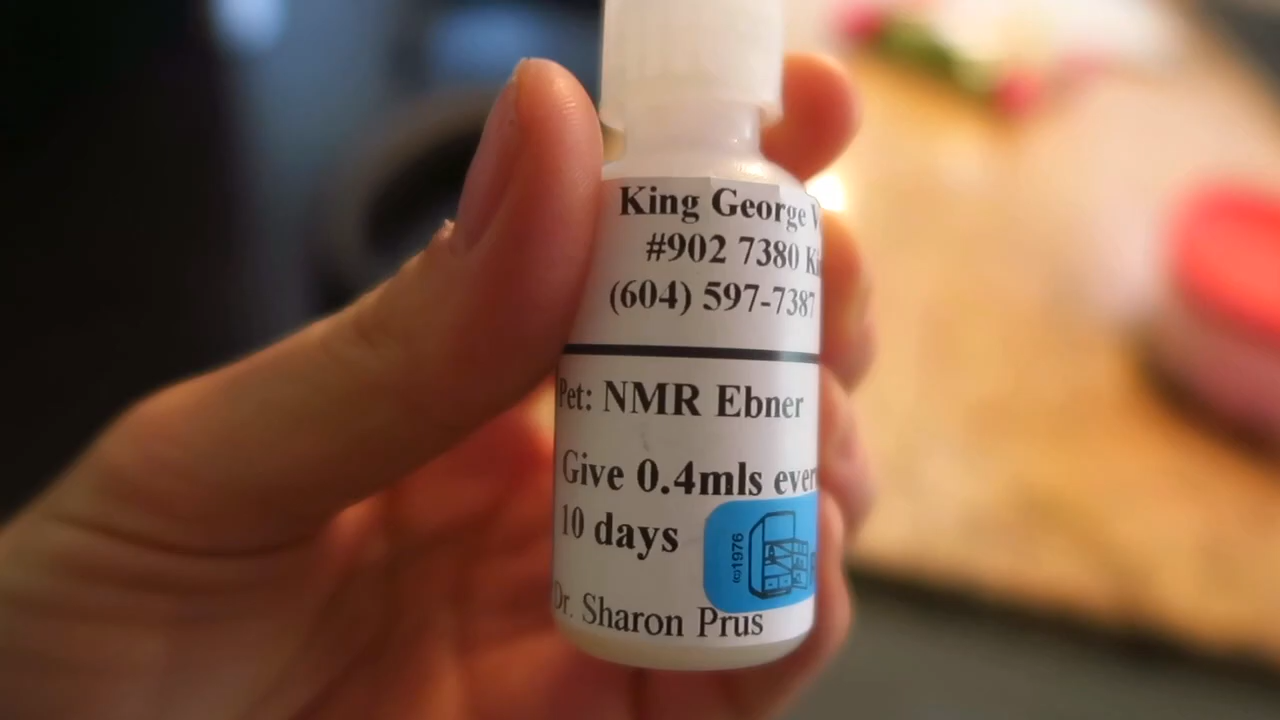 King George
#902 7380
(604) 597-7387
Pet: NMR Ebner
Give 0.4mls ever
10 days
©1976
Dr. Sharon Prus